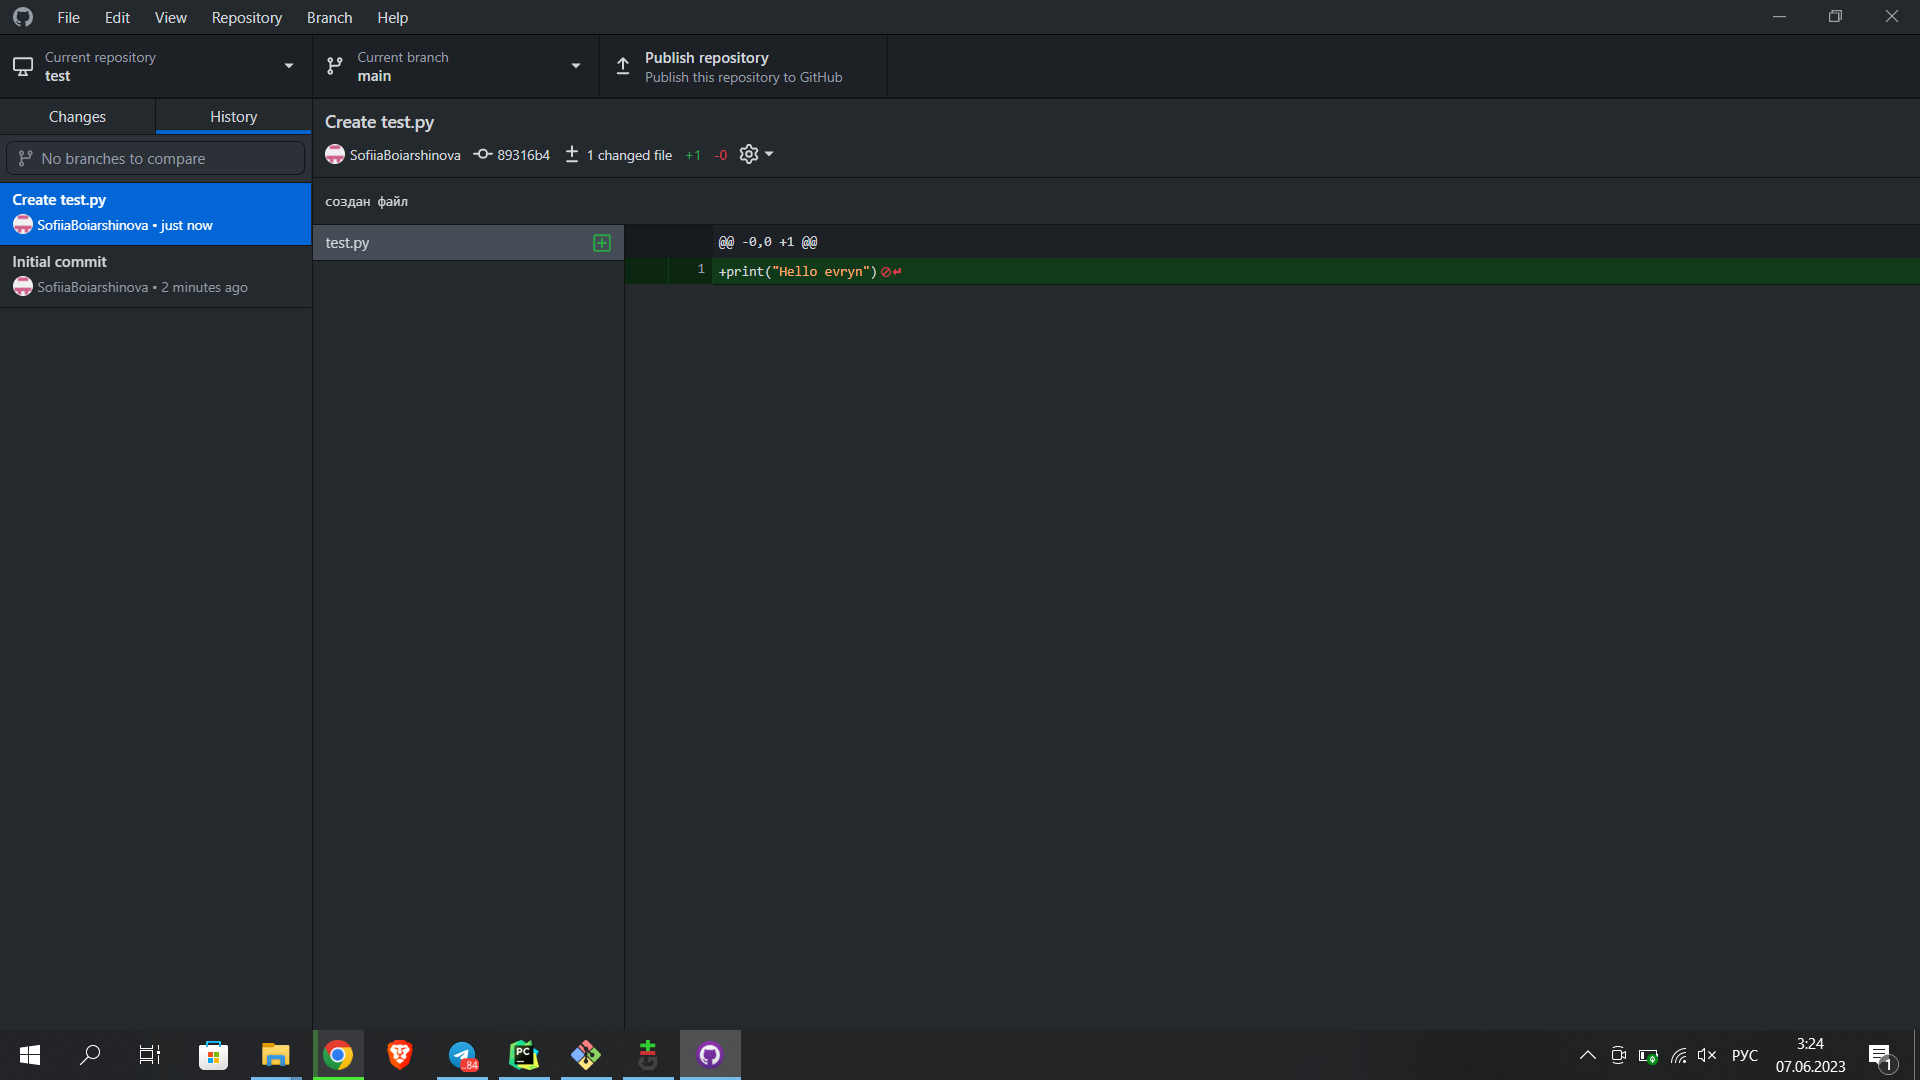 File Edit View Repository Branch Help
Current repository
test
Current branch
main
Publish repository
Publish this repository to GitHub
Changes
History
No branches to compare
Create test.py
SofiiaBoiarshinova • just now
Initial commit
SofiiaBoiarshinova • 2 minutes ago
Create test.py
SofiiaBoiarshinova 89316b4 1 changed file +1 -0
создан файл
test.py
@@ -0,0 +1 @@
1 +print("Hello evryn")
..84
PC
РУС
3:24
07.06.2023
1